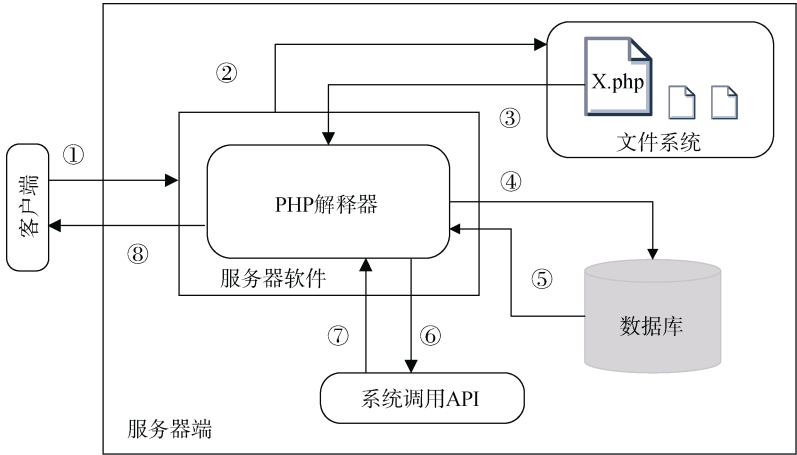 ②
X.php
③
文件系统
①
④
PHP解释器
客户端
⑧
服务器软件
⑤
⑦
⑥
数据库
系统调用API
服务器端